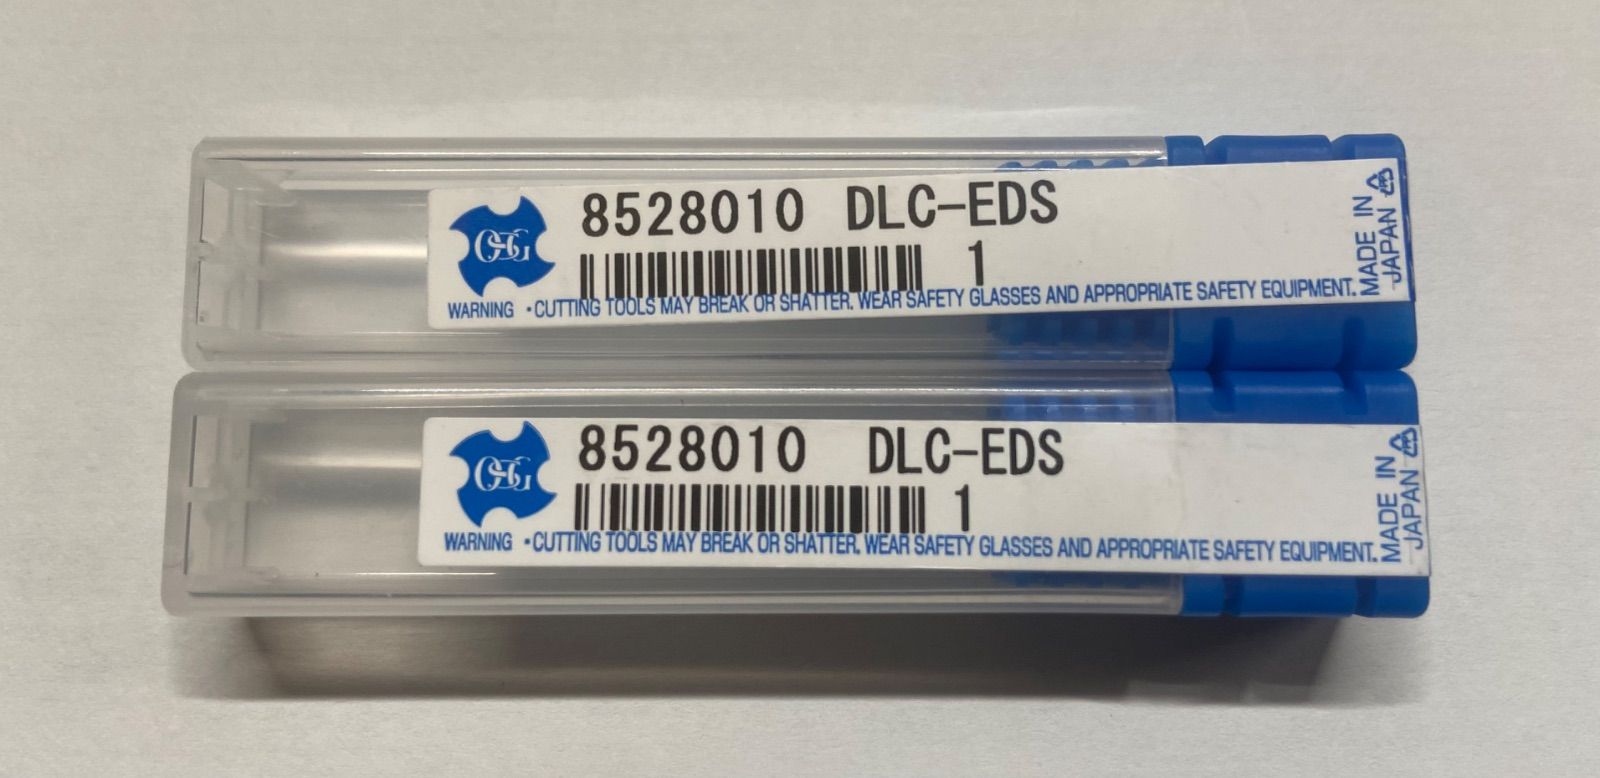 OSG
8528010 DLC-EDS
1
WARNING ・CUTTING TOOLS MAY BREAK OR SHATTER. WEAR SAFETY GLASSES AND APPROPRIATE SAFETY EQUIPMENT.
MADE IN
JAPAN
OSG
8528010 DLC-EDS
1
WARNING ・CUTTING TOOLS MAY BREAK OR SHATTER. WEAR SAFETY GLASSES AND APPROPRIATE SAFETY EQUIPMENT.
MADE IN
JAPAN